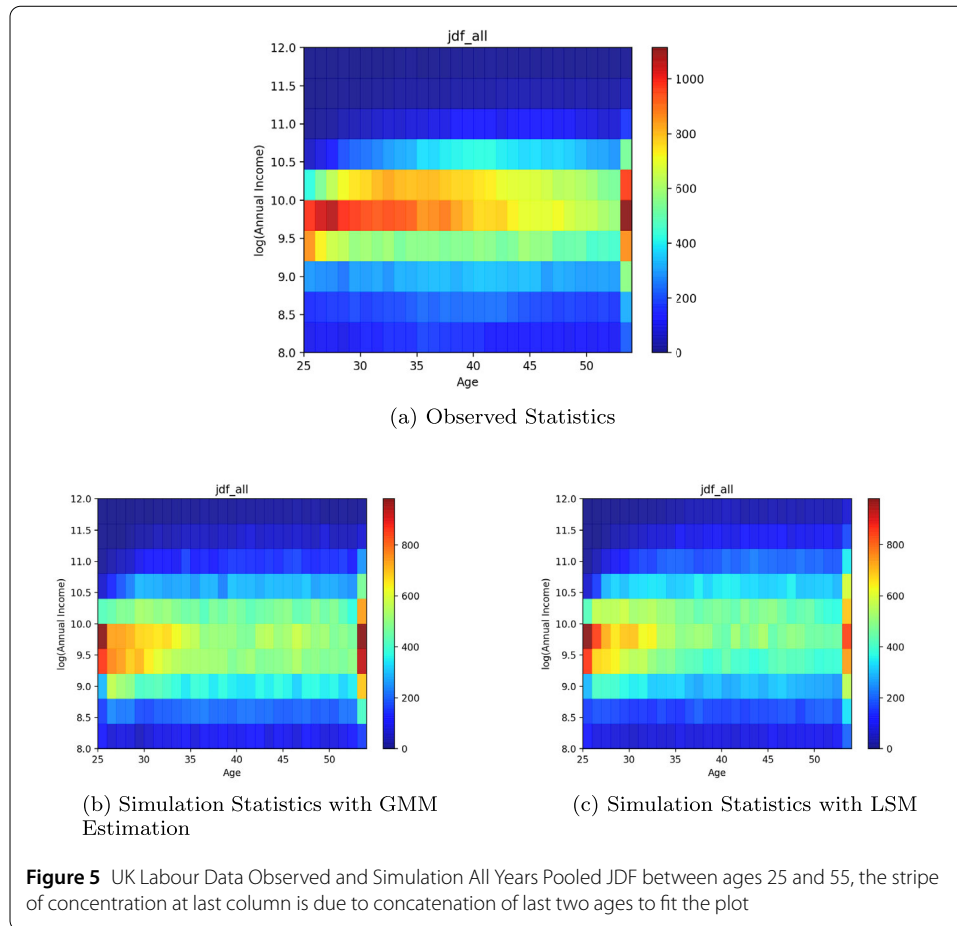 jdf_all
12.0
11.5
11.0
10.5
10.0
9.5
9.0
8.5
8.0
log(Annual Income)
25 30 35 40 45 50
Age
1000
800
600
400
200
0
(a) Observed Statistics
jdf_all
12.0
11.5
11.0
10.5
10.0
9.5
9.0
8.5
8.0
log(Annual Income)
25 30 35 40 45 50
Age
800
600
400
200
0
(b) Simulation Statistics with GMM
Estimation
jdf_all
12.0
11.5
11.0
10.5
10.0
9.5
9.0
8.5
8.0
log(Annual Income)
25 30 35 40 45 50
Age
800
600
400
200
0
(c) Simulation Statistics with LSM
Figure 5 UK Labour Data Observed and Simulation All Years Pooled JDF between ages 25 and 55, the stripe
of concentration at last column is due to concatenation of last two ages to fit the plot